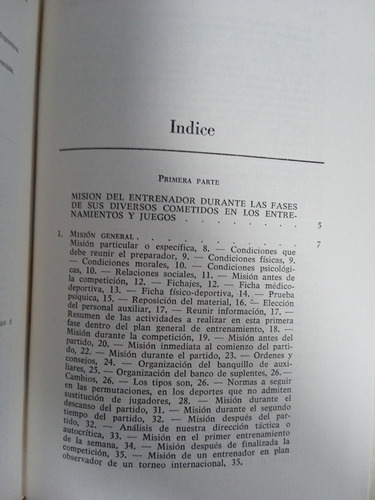 Indice
PRIMERA PARTE
MISION DEL ENTRENADOR DURANTE LAS FASES
DE SUS DIVERSOS COMETIDOS EN LOS ENTRE-
NAMIENTOS Y JUEGOS . . . . . . . . 5
I. MISIÓN GENERAL . . . . . . . . . . . 7
Misión particular o específica, 8. — Condiciones que
debe reunir el preparador, 9. — Condiciones físicas, 9.
— Condiciones morales, 10. — Condiciones psicológi-
cas, 10. — Relaciones sociales, 11. — Misión antes de
la competición, 12. — Fichajes, 12. — Ficha médico-
deportiva, 13. — Ficha físico-deportiva, 14. — Prueba
psíquica, 15. — Reposición del material, 16. — Elección
del personal auxiliar, 17. — Reunir información, 17. —
Resumen de las actividades a realizar en esta primera
fase dentro del plan general de entrenamiento, 18. —
Misión durante la competición, 19. — Misión antes del
partido, 20. — Misión inmediata al comienzo del parti-
do, 22. — Misión durante el partido, 23. — Ordenes y
consejos, 24. — Organización del banquillo de auxi-
liares, 25. — Organización del banco de suplentes, 26. —
Cambios, 26. — Los tipos son, 26. — Normas a seguir
en las permutaciones, en los deportes que no admiten
sustitución de jugadores, 28. — Misión durante el
descanso del partido, 31. — Misión durante el segundo
tiempo del partido, 32. — Misión después del par-
tido, 32. — Análisis de nuestra dirección táctica o
autocrítica, 33. — Misión en el primer entrenamiento
de la semana, 34. — Misión después de finalizada la
competición, 35. — Misión de un entrenador en plan
observador de un torneo internacional, 35.